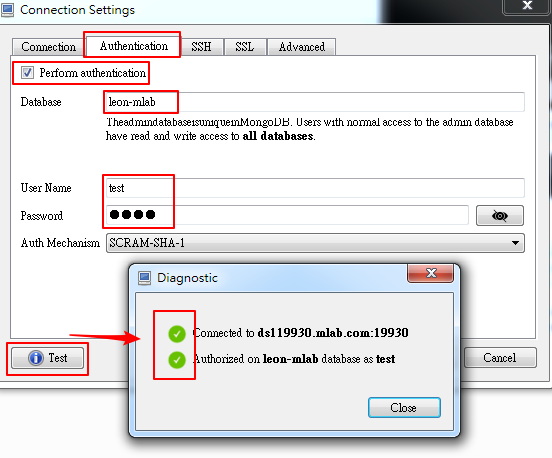 Connection Settings
Connection Authentication SSH SSL Advanced
Perform authentication
Database leon-mlab
TheadmindatabaseisuniqueinMongoDB. Users with normal access to the admin database
have read and write access to all databases.
User Name test
Password ●●●●
Auth Mechanism SCRAM-SHA-1
Diagnostic
Connected to ds119930.mlab.com:19930
Authorized on leon-mlab database as test
Test
Cancel
Close